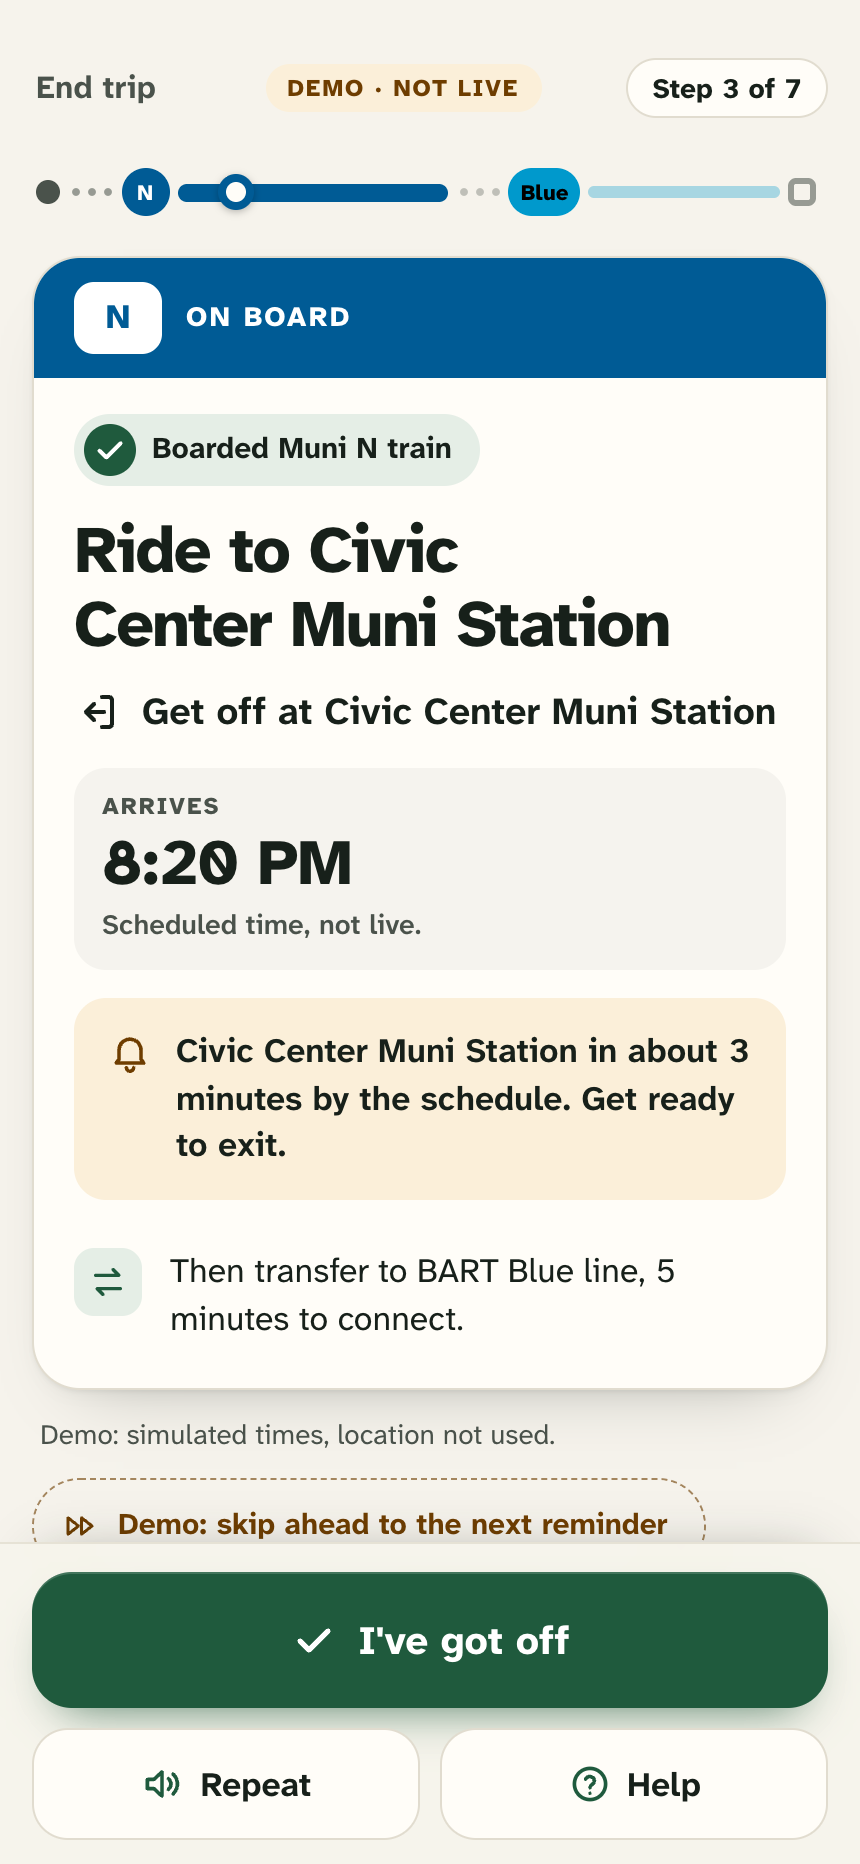 End trip
DEMO · NOT LIVE
Step 3 of 7
N
Blue
N
ON BOARD
Boarded Muni N train
Ride to Civic
Center Muni Station
Get off at Civic Center Muni Station
ARRIVES
8:20 PM
Scheduled time, not live.
Civic Center Muni Station in about 3
minutes by the schedule. Get ready
to exit.
Then transfer to BART Blue line, 5
minutes to connect.
Demo: simulated times, location not used.
Demo: skip ahead to the next reminder
I've got off
Repeat
Help